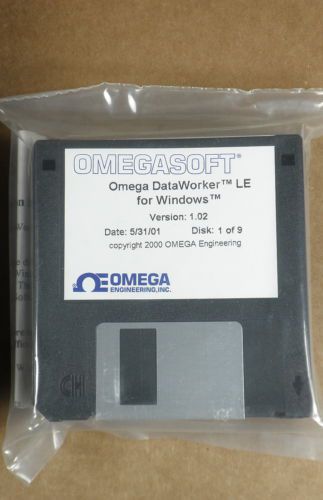 OMEGASOFT®
Omega DataWorker™ LE
for Windows™
Version: 1.02
Date: 5/31/01 Disk: 1 of 9
copyright 2000 OMEGA Engineering
OMEGA
ENGINEERING, INC.